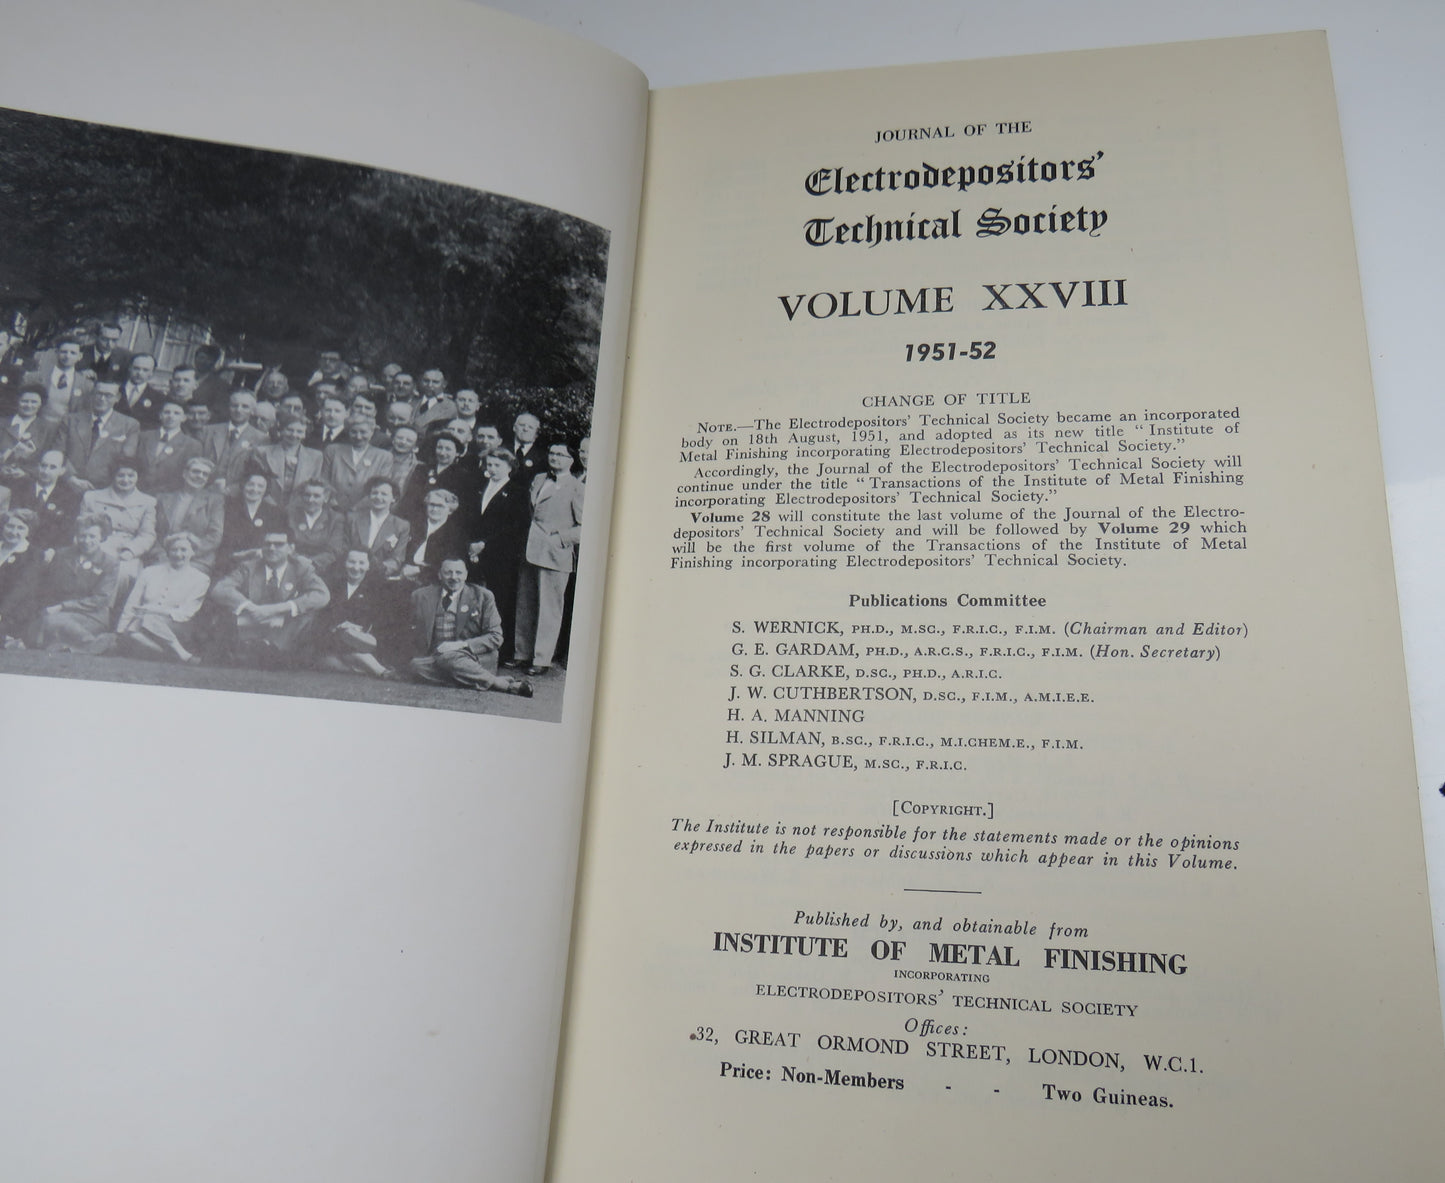 JOURNAL OF THE
Electrodepositors'
Technical Society
VOLUME XXVIII
1951-52
CHANGE OF TITLE
NOTE.—The Electrodepositors' Technical Society became an incorporated
body on 18th August, 1951, and adopted as its new title "Institute of
Metal Finishing incorporating Electrodepositors' Technical Society."
Accordingly, the Journal of the Electrodepositors' Technical Society will
continue under the title "Transactions of the Institute of Metal Finishing
incorporating Electrodepositors' Technical Society."
Volume 28 will constitute the last volume of the Journal of the Electro-
depositors' Technical Society and will be followed by Volume 29 which
will be the first volume of the Transactions of the Institute of Metal
Finishing incorporating Electrodepositors' Technical Society.
Publications Committee
S. WERNICK, PH.D., M.SC., F.R.I.C., F.I.M. (Chairman and Editor)
G. E. GARDAM, PH.D., A.R.C.S., F.R.I.C., F.I.M. (Hon. Secretary)
S. G. CLARKE, D.SC., PH.D., A.R.I.C.
J. W. CUTHBERTSON, D.SC., F.I.M., A.M.I.E.E.
H. A. MANNING
H. SILMAN, B.SC., F.R.I.C., M.I.CHEM.E., F.I.M.
J. M. SPRAGUE, M.SC., F.R.I.C.
[COPYRIGHT.]
The Institute is not responsible for the statements made or the opinions
expressed in the papers or discussions which appear in this Volume.
Published by, and obtainable from
INSTITUTE OF METAL FINISHING
INCORPORATING
ELECTRODEPOSITORS' TECHNICAL SOCIETY
Offices:
32, GREAT ORMOND STREET, LONDON, W.C.1.
Price: Non-Members - - Two Guineas.